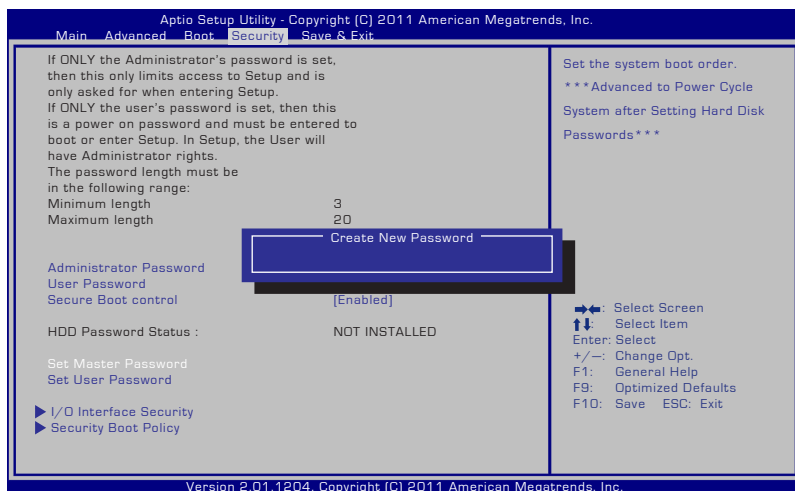 Aptio Setup Utility - Copyright (C) 2011 American Megatrends, Inc.
Main Advanced Boot Security Save & Exit
If ONLY the Administrator's password is set,
then this only limits access to Setup and is
only asked for when entering Setup.
If ONLY the user's password is set, then this
is a power on password and must be entered to
boot or enter Setup. In Setup, the User will
have Administrator rights.
The password length must be
in the following range:
Minimum length 3
Maximum length 20
Create New Password
Administrator Password
User Password
Secure Boot control [Enabled]
HDD Password Status : NOT INSTALLED
Set Master Password
Set User Password
I/O Interface Security
Security Boot Policy
Set the system boot order.
***Advanced to Power Cycle
System after Setting Hard Disk
Passwords***
→←: Select Screen
↑↓: Select Item
Enter: Select
+/—: Change Opt.
F1: General Help
F9: Optimized Defaults
F10: Save ESC: Exit
Version 2.01.1204. Copyright (C) 2011 American Megatrends, Inc.